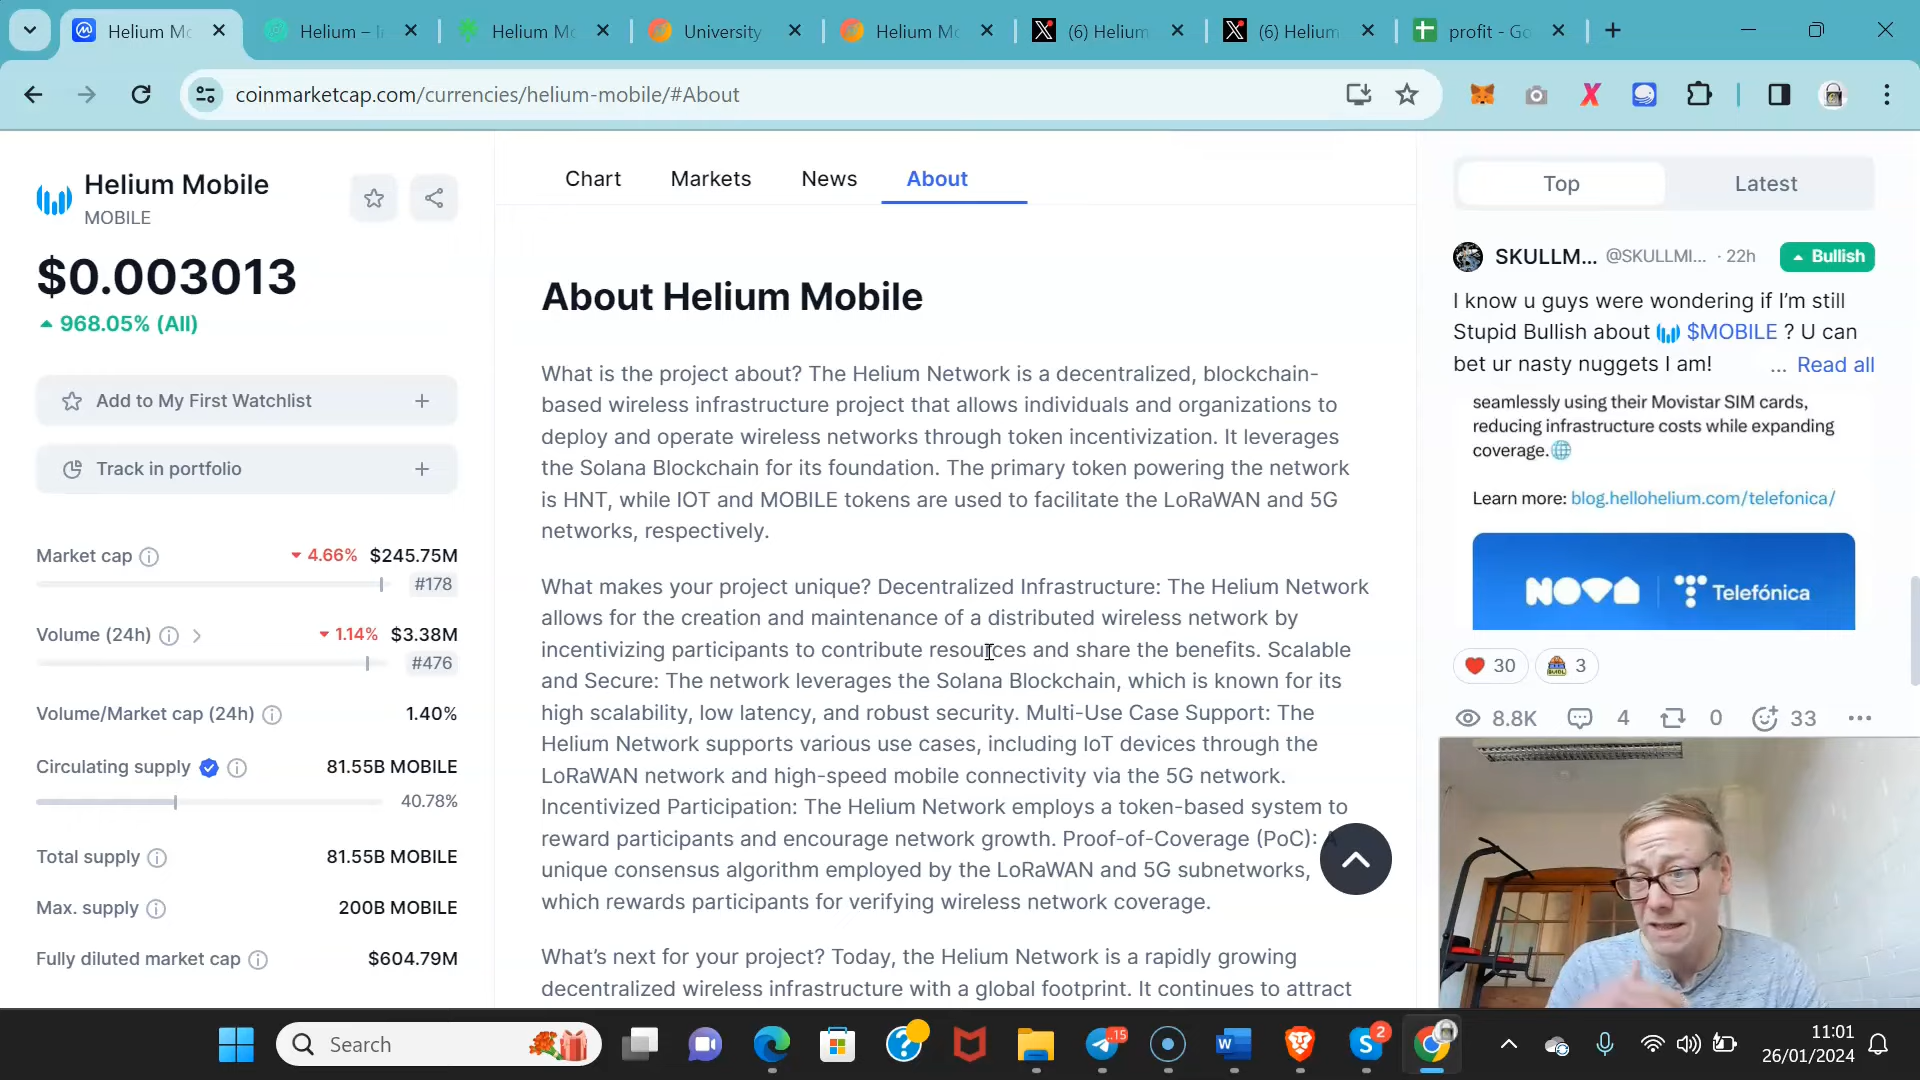 Helium Mo
Helium – I
Helium Mo
University
Helium Mo
(6) Helium
(6) Helium
profit - Go
coinmarketcap.com/currencies/helium-mobile/#About
Helium Mobile
MOBILE
$0.003013
968.05% (All)
Add to My First Watchlist
Track in portfolio
Market cap 4.66% $245.75M
#178
Volume (24h) 1.14% $3.38M
#476
Volume/Market cap (24h) 1.40%
Circulating supply 81.55B MOBILE
40.78%
Total supply 81.55B MOBILE
Max. supply 200B MOBILE
Fully diluted market cap $604.79M
Chart Markets News About
About Helium Mobile
What is the project about? The Helium Network is a decentralized, blockchain-
based wireless infrastructure project that allows individuals and organizations to
deploy and operate wireless networks through token incentivization. It leverages
the Solana Blockchain for its foundation. The primary token powering the network
is HNT, while IOT and MOBILE tokens are used to facilitate the LoRaWAN and 5G
networks, respectively.
What makes your project unique? Decentralized Infrastructure: The Helium Network
allows for the creation and maintenance of a distributed wireless network by
incentivizing participants to contribute resources and share the benefits. Scalable
and Secure: The network leverages the Solana Blockchain, which is known for its
high scalability, low latency, and robust security. Multi-Use Case Support: The
Helium Network supports various use cases, including IoT devices through the
LoRaWAN network and high-speed mobile connectivity via the 5G network.
Incentivized Participation: The Helium Network employs a token-based system to
reward participants and encourage network growth. Proof-of-Coverage (PoC): A
unique consensus algorithm employed by the LoRaWAN and 5G subnetworks,
which rewards participants for verifying wireless network coverage.
What's next for your project? Today, the Helium Network is a rapidly growing
decentralized wireless infrastructure with a global footprint. It continues to attract
Top Latest
SKULLM... @SKULLMI... · 22h Bullish
I know u guys were wondering if I'm still
Stupid Bullish about $MOBILE ? U can
bet ur nasty nuggets I am! ... Read all
seamlessly using their Movistar SIM cards,
reducing infrastructure costs while expanding
coverage.
Learn more: blog.hellohelium.com/telefonica/
NOVA | Telefónica
30 3
8.8K 4 0 33
Search
15
2
11:01
26/01/2024